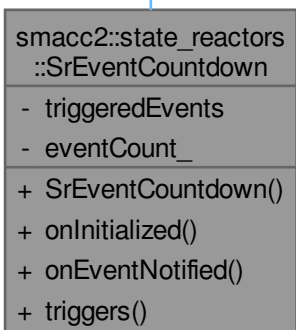 smacc2::state_reactors
::SrEventCountdown
- triggeredEvents
- eventCount_
+ SrEventCountdown()
+ onInitialized()
+ onEventNotified()
+ triggers()